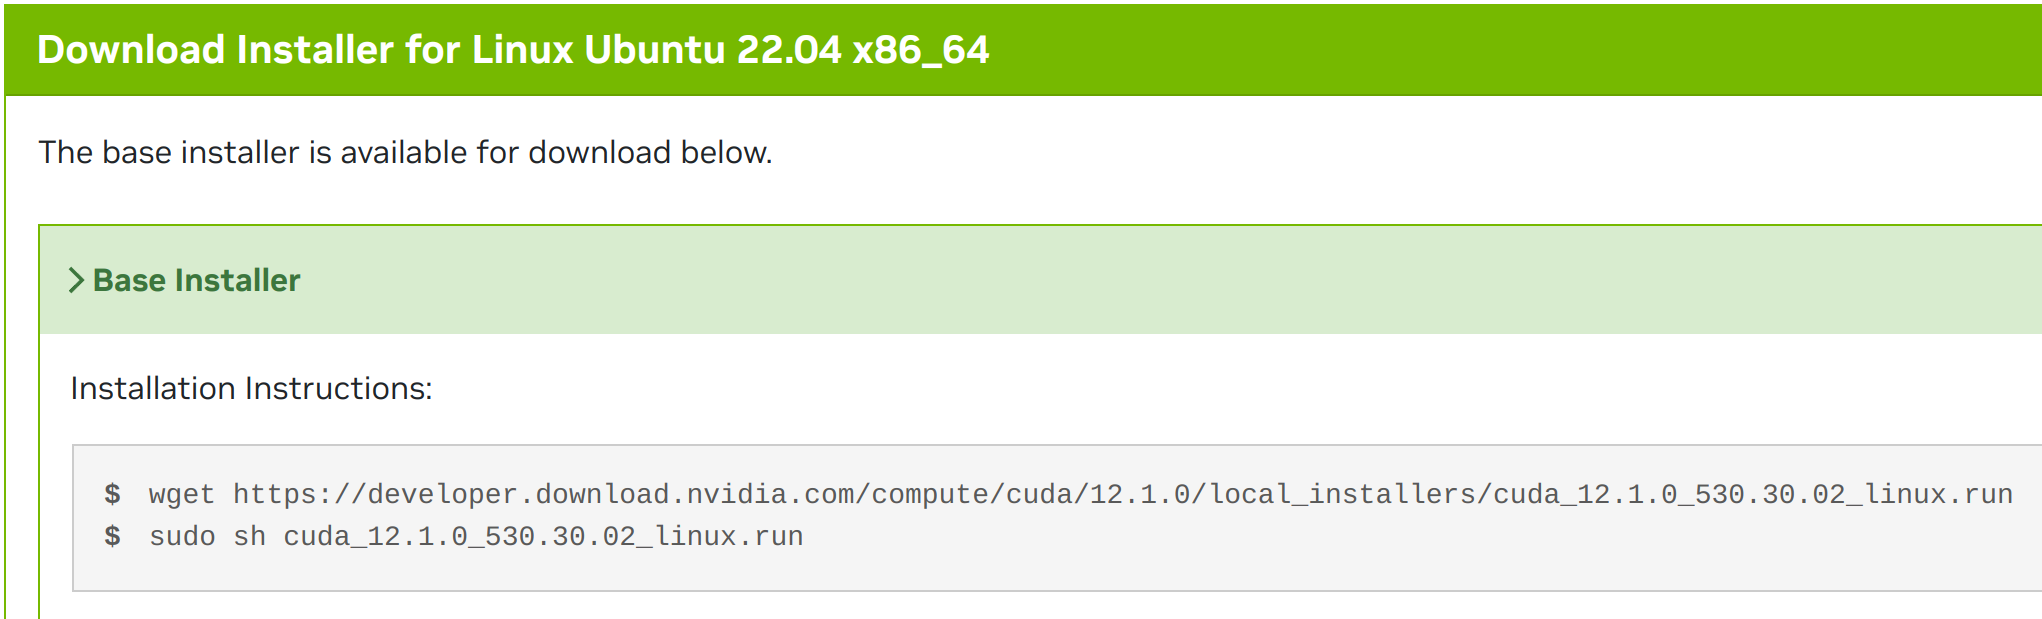 Download Installer for Linux Ubuntu 22.04 x86_64
The base installer is available for download below.
Base Installer
Installation Instructions:
$ wget https://developer.download.nvidia.com/compute/cuda/12.1.0/local_installers/cuda_12.1.0_530.30.02_linux.run
$ sudo sh cuda_12.1.0_530.30.02_linux.run